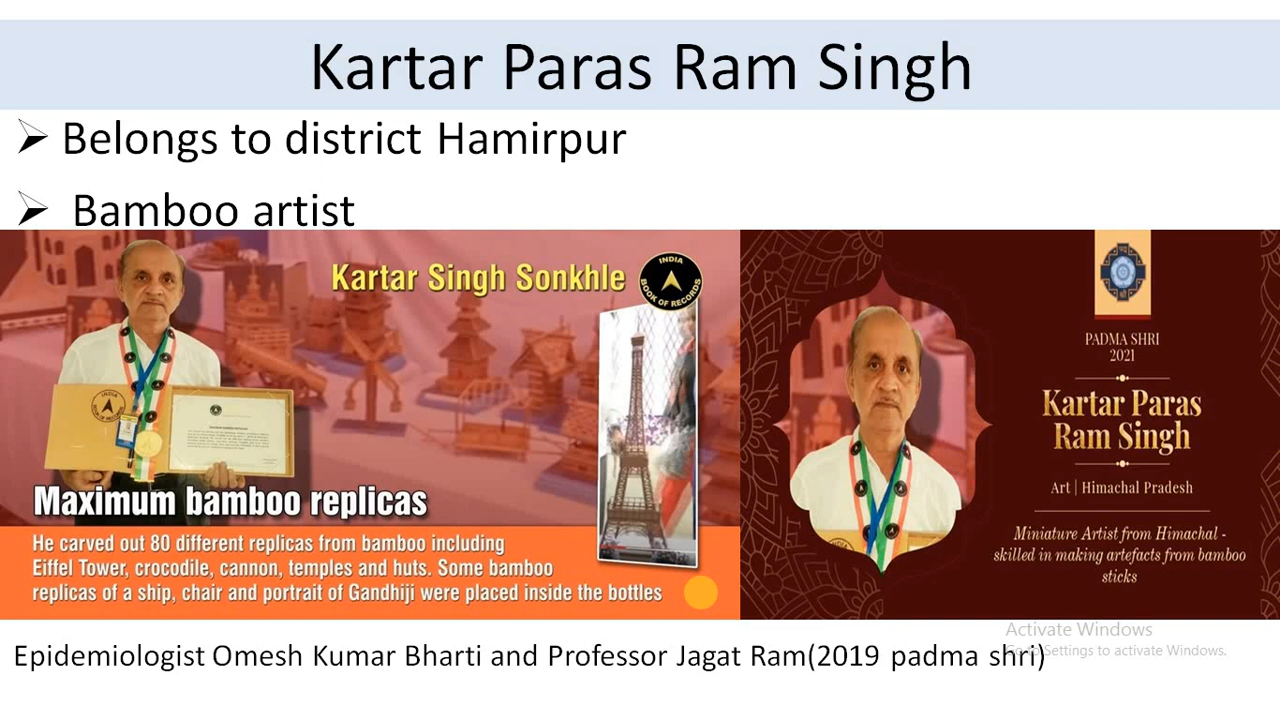 Kartar Paras Ram Singh
➢ Belongs to district Hamirpur
➢ Bamboo artist
Kartar Singh Sonkhle
INDIA
BOOK OF RECORDS
INDIA
Maximum bamboo replicas
He carved out 80 different replicas from bamboo including
Eiffel Tower, crocodile, cannon, temples and huts. Some bamboo
replicas of a ship, chair and portrait of Gandhiji were placed inside the bottles
PADMA SHRI
2021
Kartar Paras
Ram Singh
Art | Himachal Pradesh
Miniature Artist from Himachal -
skilled in making artefacts from bamboo
sticks
Activate Windows
Go to Settings to activate Windows.
Epidemiologist Omesh Kumar Bharti and Professor Jagat Ram(2019 padma shri)